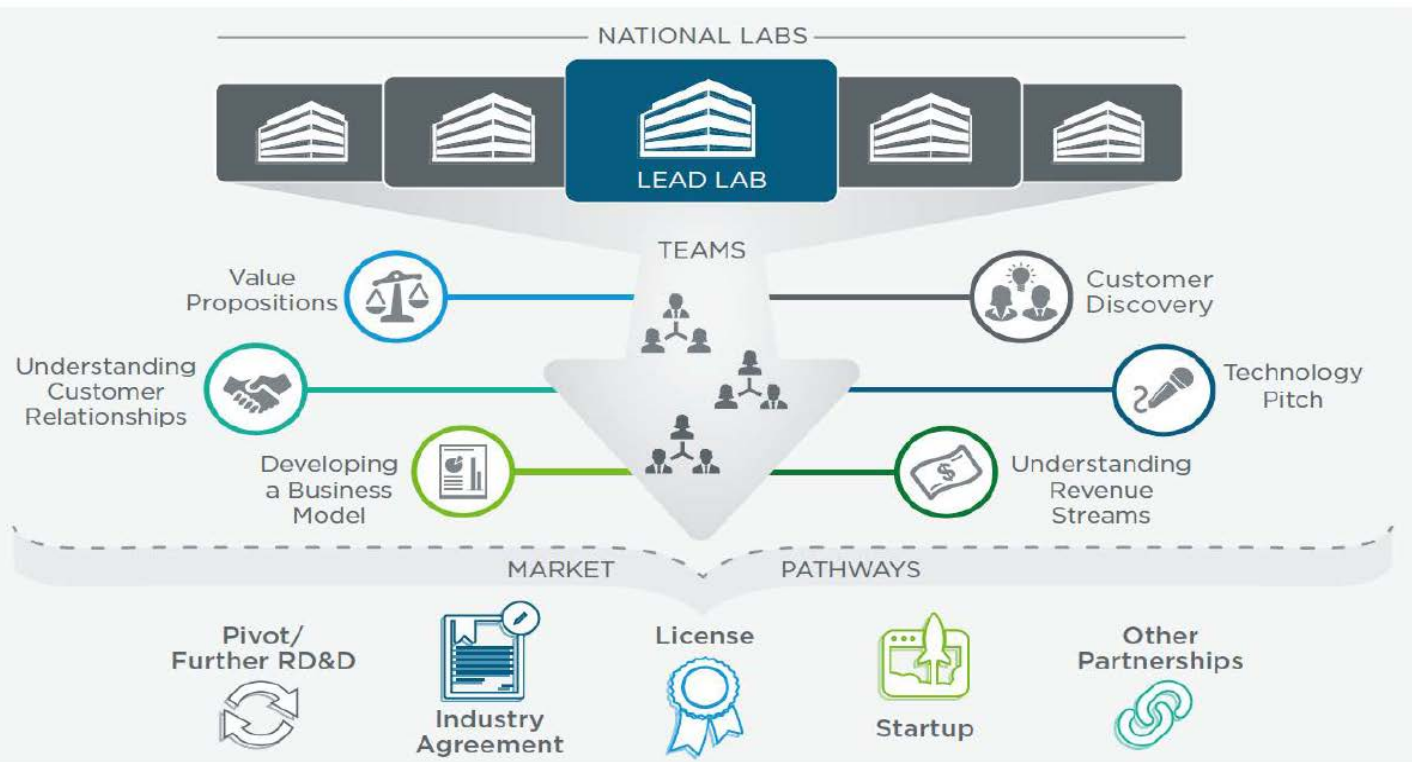 NATIONAL LABS
LEAD LAB
TEAMS
Value
Propositions
Customer
Discovery
Understanding
Customer
Relationships
Technology
Pitch
Developing
a Business
Model
Understanding
Revenue
Streams
MARKET PATHWAYS
Pivot/
Further RD&D
Industry
Agreement
License
Startup
Other
Partnerships